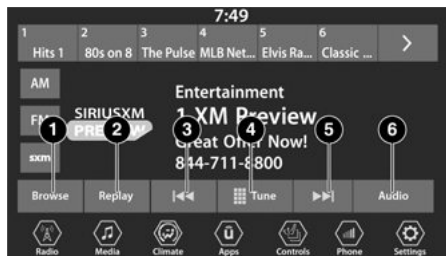 7:49
1 2 3 4 5 6
Hits 1 80s on 8 The Pulse MLB Net... Elvis Ra... Classic ...
AM
Entertainment
FM SIRIUSXM 1 XM Preview
PREVIEW Great Offer Now!
sxm 844-711-8800
1 2 3 4 5 6
Browse Replay Tune Audio
Radio Media Climate ū Apps Controls Phone Settings